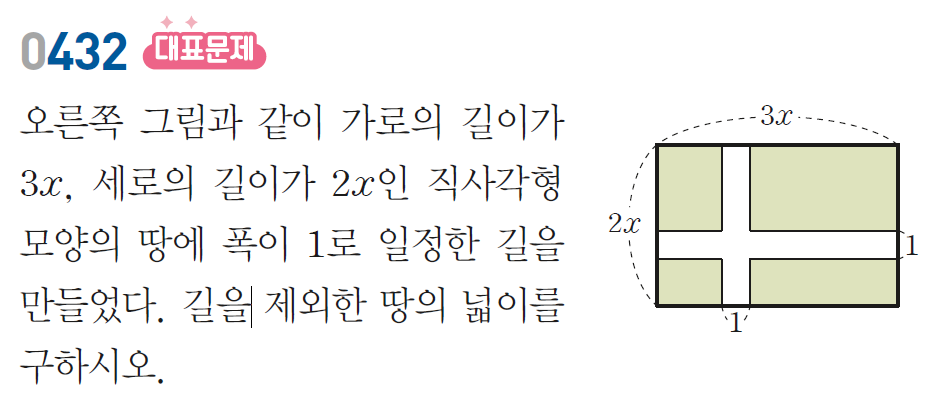 0432 대표문제
오른쪽 그림과 같이 가로의 길이가
3x, 세로의 길이가 2x인 직사각형
모양의 땅에 폭이 1로 일정한 길을
만들었다. 길을 제외한 땅의 넓이를
구하시오.
3x
2x
1
1